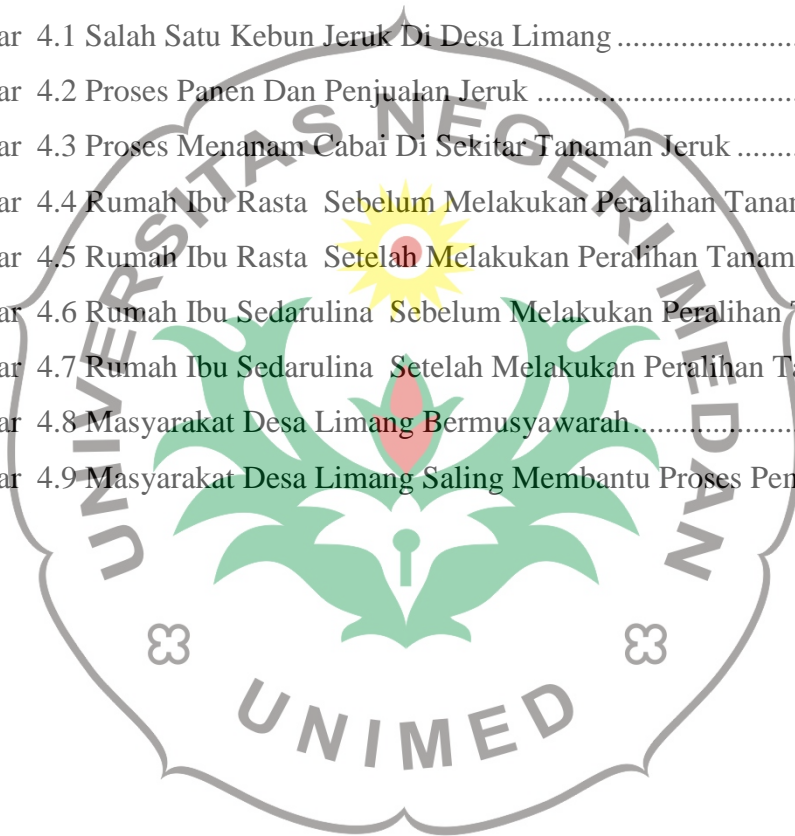 ar 4.1 Salah Satu Kebun Jeruk Di Desa Limang ........................
ar 4.2 Proses Panen Dan Penjualan Jeruk ..................................
ar 4.3 Proses Menanam Cabai Di Sekitar Tanaman Jeruk ........
ar 4.4 Rumah Ibu Rasta Sebelum Melakukan Peralihan Tanam
ar 4.5 Rumah Ibu Rasta Setelah Melakukan Peralihan Tanam
ar 4.6 Rumah Ibu Sedarulina Sebelum Melakukan Peralihan T
ar 4.7 Rumah Ibu Sedarulina Setelah Melakukan Peralihan Ta
ar 4.8 Masyarakat Desa Limang Bermusyawarah.....................
ar 4.9 Masyarakat Desa Limang Saling Membantu Proses Pen
UNIVERSITAS NEGERI MEDAN
UNIMED